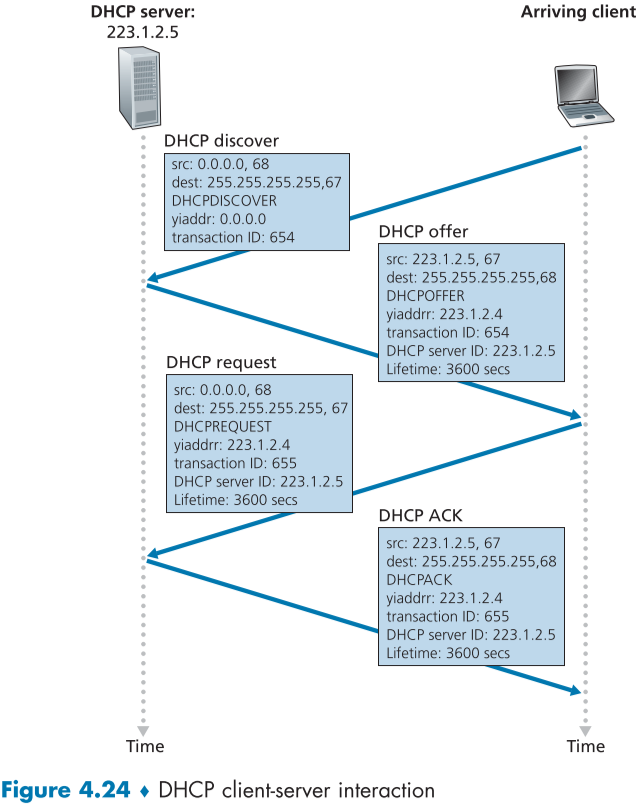 DHCP server:
223.1.2.5
Arriving client
DHCP discover
src: 0.0.0.0, 68
dest: 255.255.255.255,67
DHCPDISCOVER
yiaddr: 0.0.0.0
transaction ID: 654
DHCP offer
src: 223.1.2.5, 67
dest: 255.255.255.255,68
DHCPOFFER
yiaddrr: 223.1.2.4
transaction ID: 654
DHCP server ID: 223.1.2.5
Lifetime: 3600 secs
DHCP request
src: 0.0.0.0, 68
dest: 255.255.255.255, 67
DHCPREQUEST
yiaddrr: 223.1.2.4
transaction ID: 655
DHCP server ID: 223.1.2.5
Lifetime: 3600 secs
DHCP ACK
src: 223.1.2.5, 67
dest: 255.255.255.255,68
DHCPACK
yiaddrr: 223.1.2.4
transaction ID: 655
DHCP server ID: 223.1.2.5
Lifetime: 3600 secs
Time
Time
Figure 4.24 ♦ DHCP client-server interaction